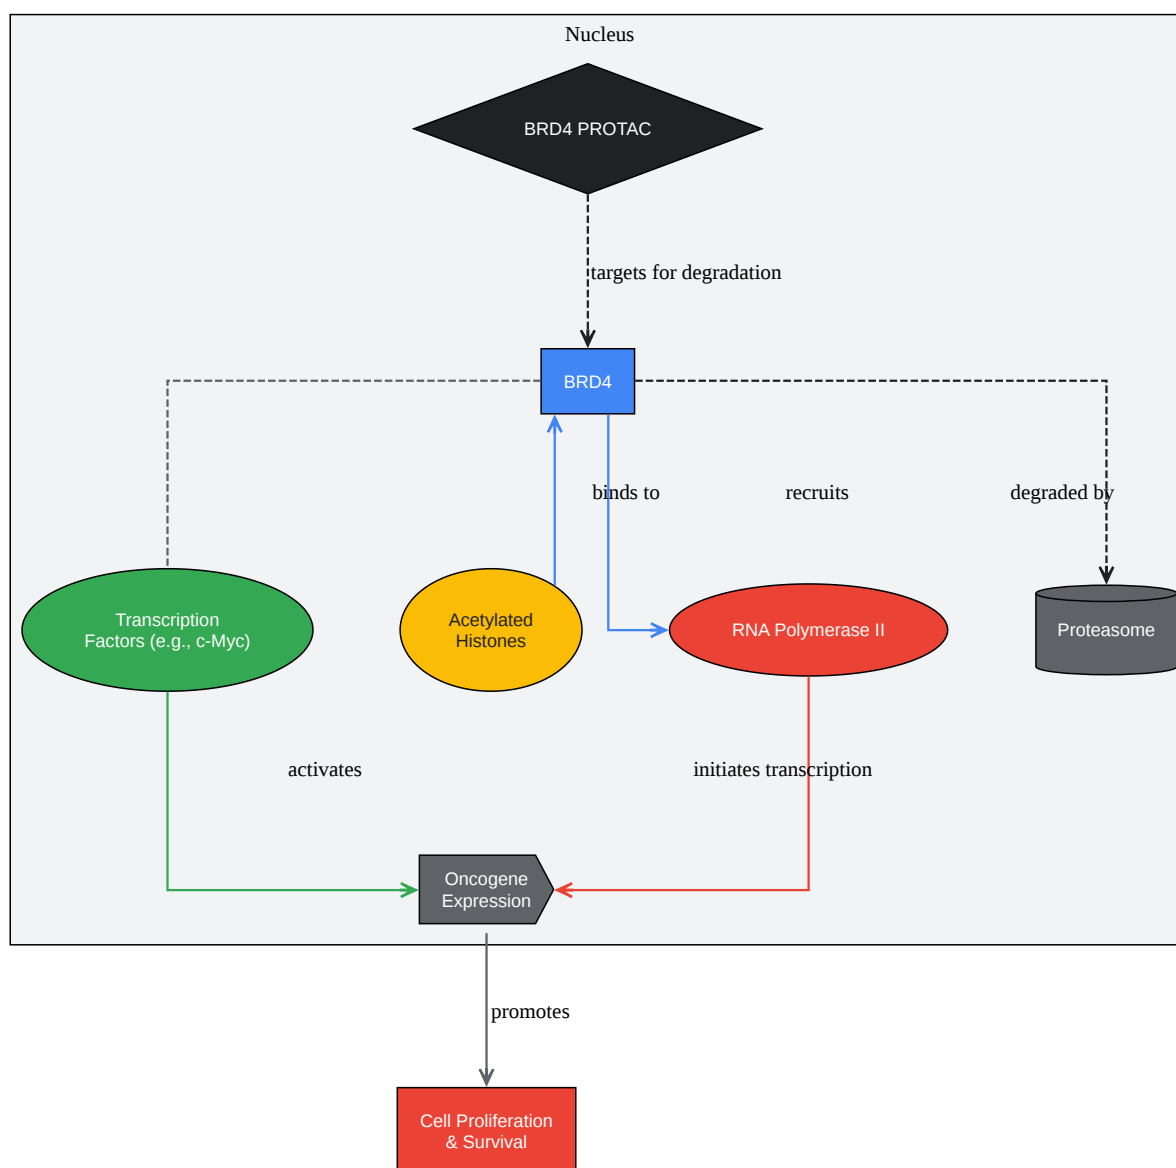 Nucleus
BRD4 PROTAC
targets for degradation
BRD4
binds to
recruits
degraded by
Transcription
Factors (e.g., c-Myc)
Acetylated
Histones
RNA Polymerase II
Proteasome
activates
initiates transcription
Oncogene
Expression
promotes
Cell Proliferation
& Survival